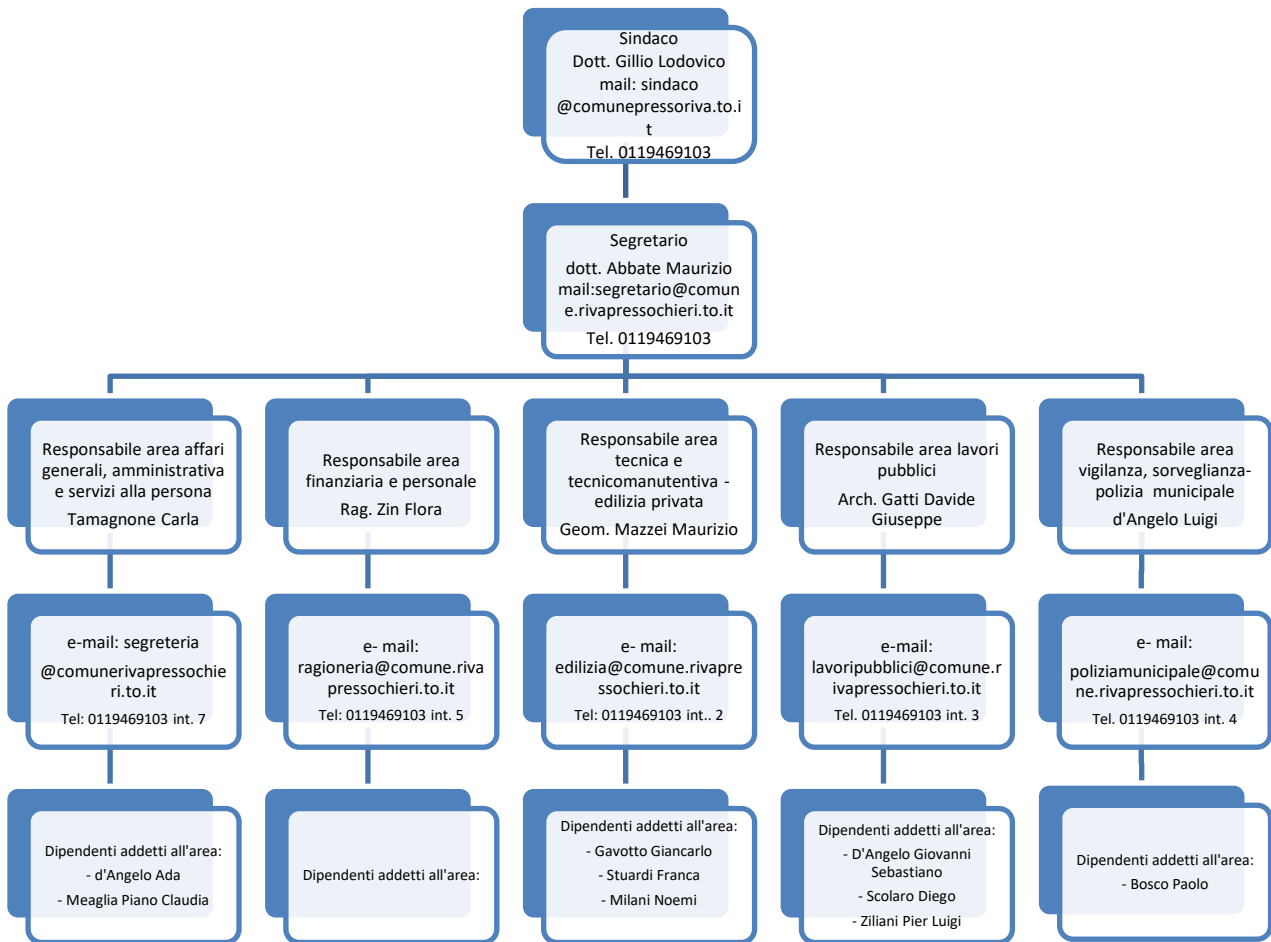 Sindaco
Dott. Gillio Lodovico
mail: sindaco
@comunepressoriva.to.i
t
Tel. 0119469103
Segretario
dott. Abbate Maurizio
mail:segretario@comun
e.rivapressochieri.to.it
Tel. 0119469103
Responsabile area affari
generali, amministrativa
e servizi alla persona
Tamagnone Carla
Responsabile area
finanziaria e personale
Rag. Zin Flora
Responsabile area
tecnica e
tecnicomanutentiva -
edilizia privata
Geom. Mazzei Maurizio
Responsabile area lavori
pubblici
Arch. Gatti Davide
Giuseppe
Responsabile area
vigilanza, sorveglianza-
polizia  municipale
d'Angelo Luigi
e-mail: segreteria
@comunerivapressochie
ri.to.it
Tel: 0119469103 int. 7
e- mail:
ragioneria@comune.riva
pressochieri.to.it
Tel: 0119469103 int. 5
e- mail:
edilizia@comune.rivapre
ssochieri.to.it
Tel: 0119469103 int.. 2
e-mail:
lavoripubblici@comune.r
ivapressochieri.to.it
Tel. 0119469103 int. 3
e- mail:
poliziamunicipale@comu
ne.rivapressochieri.to.it
Tel. 0119469103 int. 4
Dipendenti addetti all'area:
- d'Angelo Ada
- Meaglia Piano Claudia
Dipendenti addetti all'area:
Dipendenti addetti all'area:
- Gavotto Giancarlo
- Stuardi Franca
- Milani Noemi
Dipendenti addetti all'area:
- D'Angelo Giovanni
Sebastiano
- Scolaro Diego
- Ziliani Pier Luigi
Dipendenti addetti all'area:
- Bosco Paolo